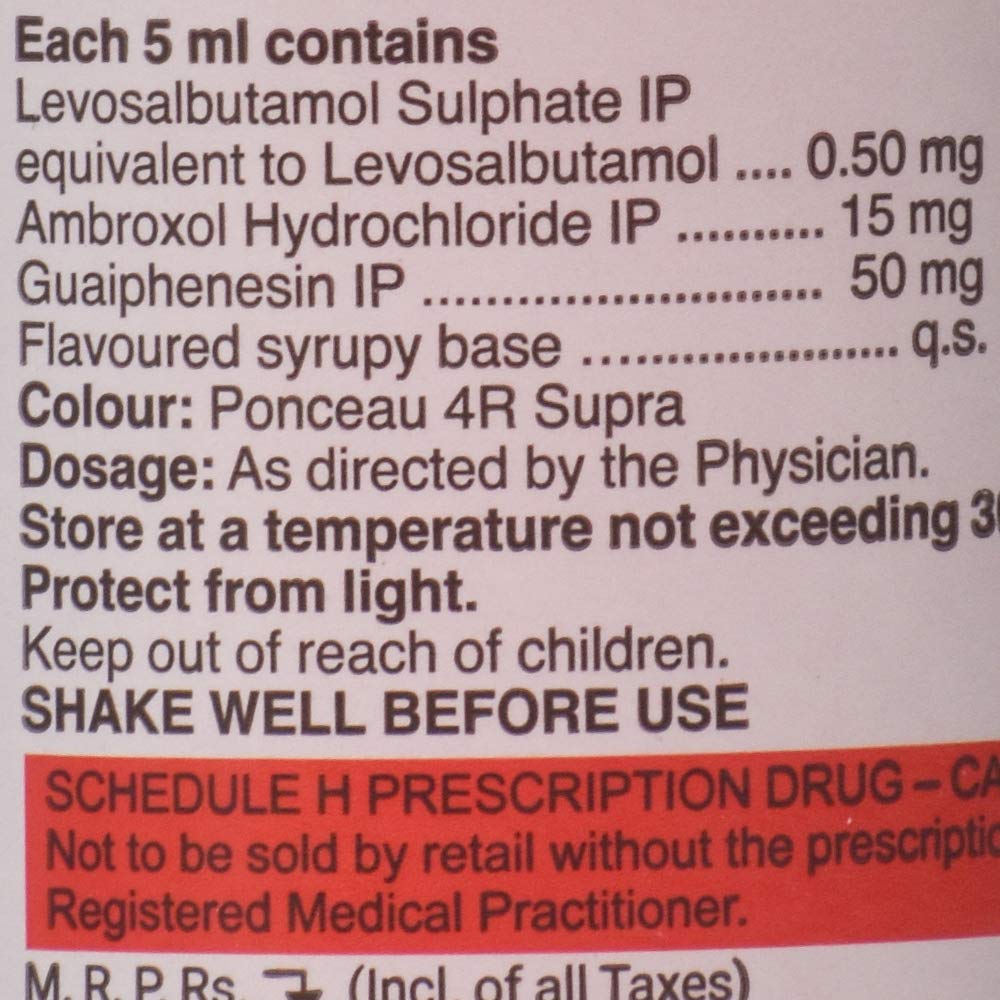 Each 5 ml contains
Levosalbutamol Sulphate IP
equivalent to Levosalbutamol .... 0.50 mg
Ambroxol Hydrochloride IP .......... 15 mg
Guaiphenesin IP .......................... 50 mg
Flavoured syrupy base ..................... q.s.
Colour: Ponceau 4R Supra
Dosage: As directed by the Physician.
Store at a temperature not exceeding
Protect from light.
Keep out of reach of children.
SHAKE WELL BEFORE USE
SCHEDULE H PRESCRIPTION DRUG –
Not to be sold by retail without the
Registered Medical Practitioner.
M. R. P. Rs. (Incl. of all Taxes)